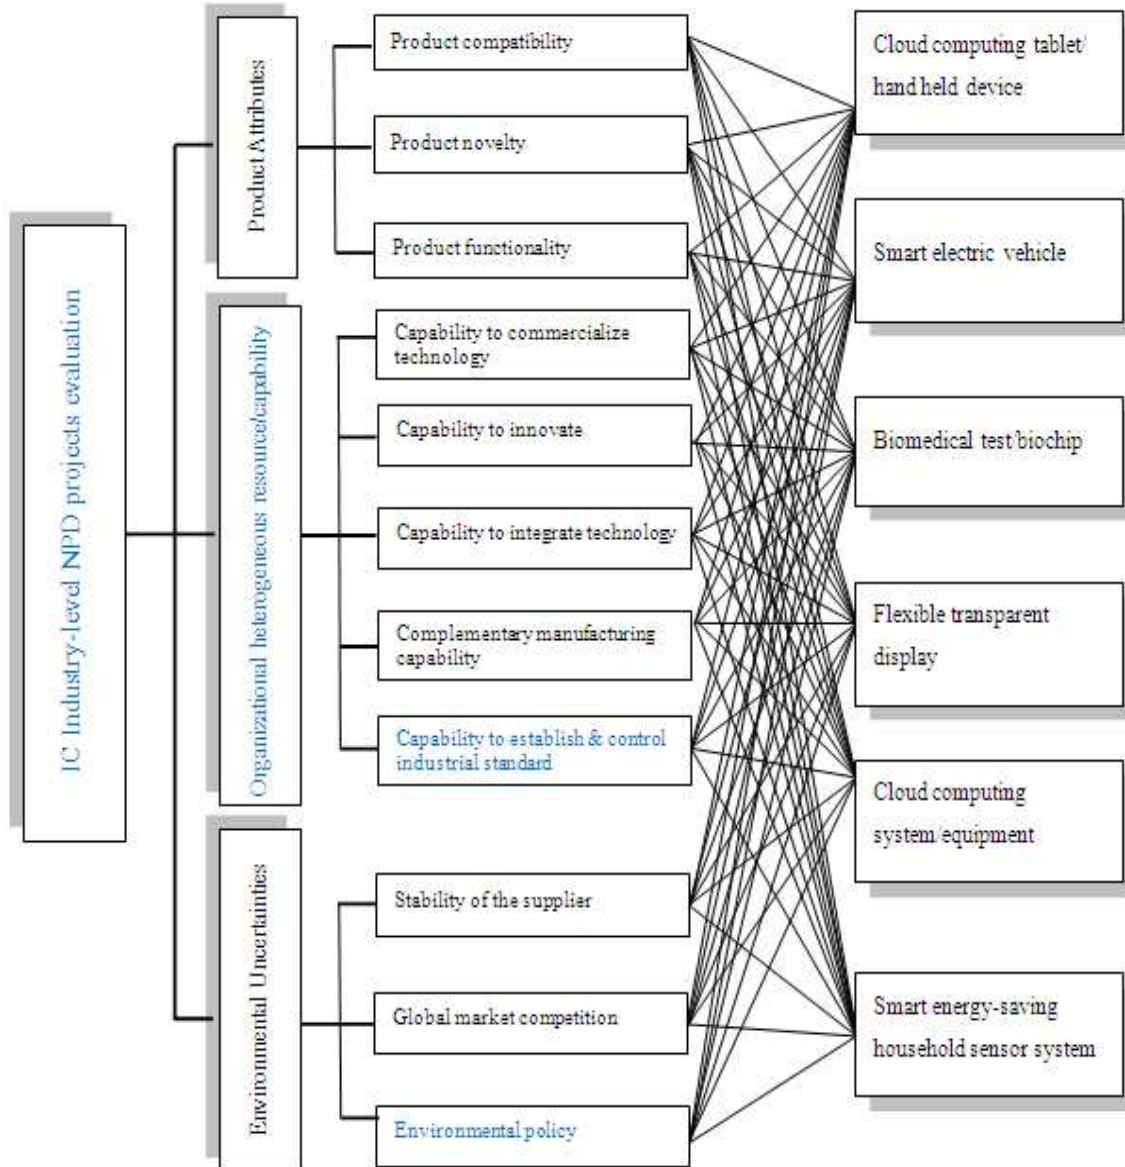 IC Industry-level NPD projects evaluation
Product Attributes
Organizational heterogeneous resource/capability
Environmental Uncertainties
Product compatibility
Product novelty
Product functionality
Capability to commercialize
technology
Capability to innovate
Capability to integrate technology
Complementary manufacturing
capability
Capability to establish & control
industrial standard
Stability of the supplier
Global market competition
Environmental policy
Cloud computing tablet/
hand held device
Smart electric vehicle
Biomedical test/biochip
Flexible transparent
display
Cloud computing
system/equipment
Smart energy-saving
household sensor system